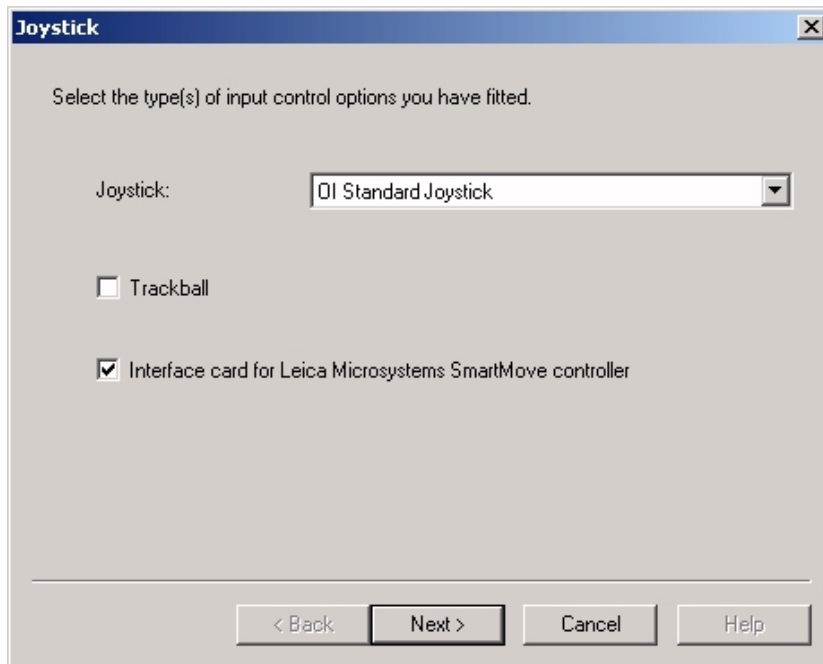 Joystick
Select the type(s) of input control options you have fitted.
Joystick:
OI Standard Joystick
Trackball
Interface card for Leica Microsystems SmartMove controller
< Back
Next >
Cancel
Help